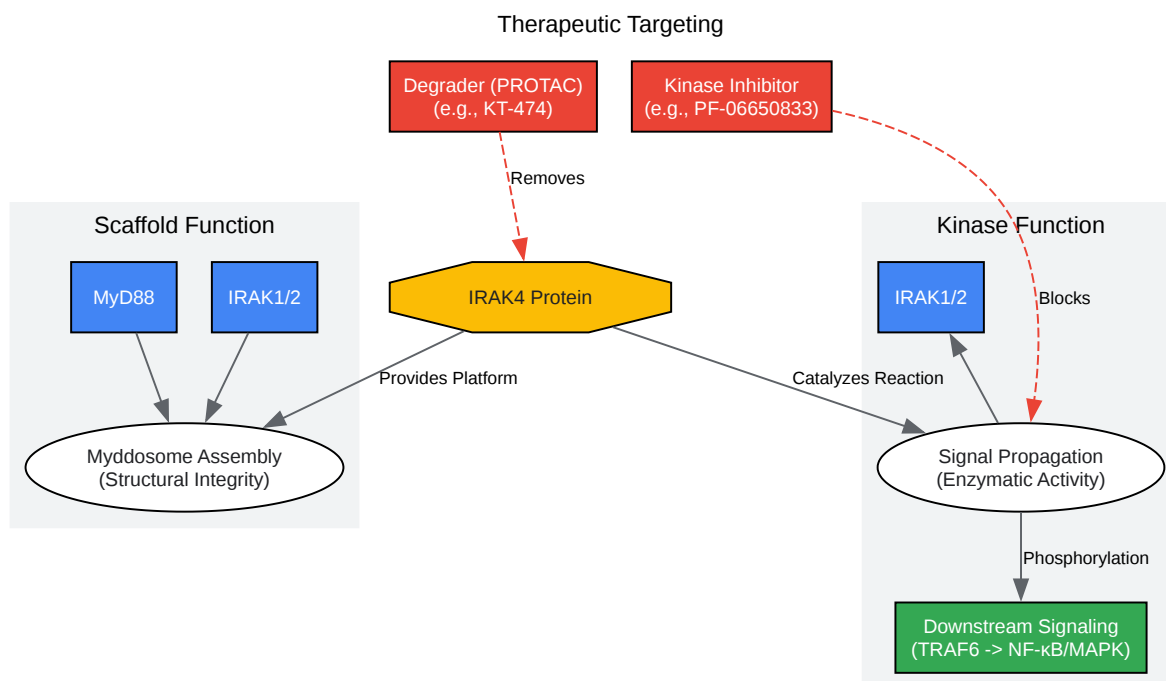 Therapeutic Targeting
Degrader (PROTAC)
(e.g., KT-474)
Kinase Inhibitor
(e.g., PF-06650833)
Removes
Scaffold Function
Kinase Function
MyD88
IRAK1/2
IRAK4 Protein
IRAK1/2
Blocks
Provides Platform
Catalyzes Reaction
Myddosome Assembly
(Structural Integrity)
Signal Propagation
(Enzymatic Activity)
Phosphorylation
Downstream Signaling
(TRAF6 -> NF-κB/MAPK)